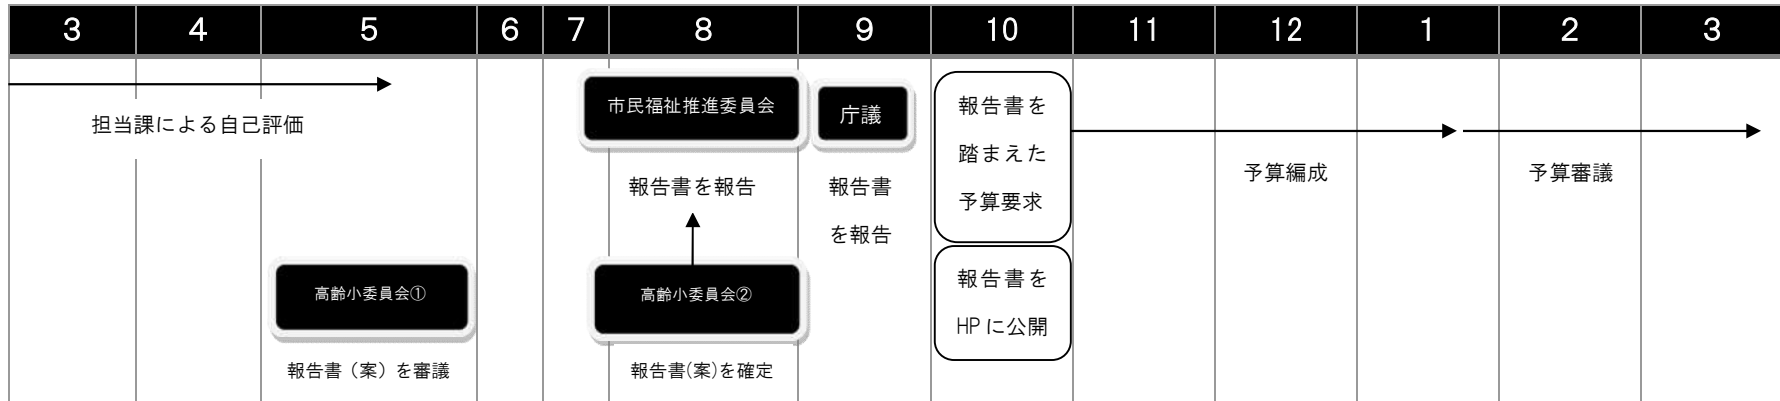 3 4 5 6 7 8 9 10 11 12 1 2 3
担当課による自己評価
市民福祉推進委員会
報告書を報告
庁議
報告書
を報告
報告書を
踏まえた
予算要求
予算編成
予算審議
高齢小委員会①
報告書（案）を審議
高齢小委員会②
報告書(案)を確定
報告書を
HPに公開